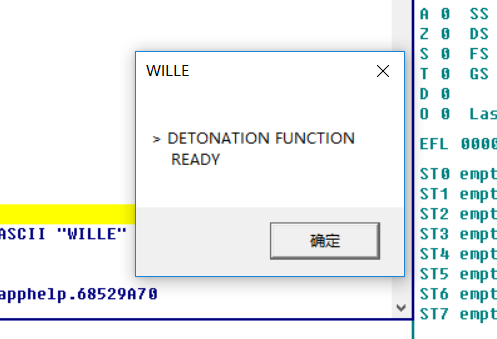 A 0 SS
Z 0 DS
S 0 FS
T 0 GS
D 0
O 0 Las
EFL 0000
ST0 empt
ST1 empt
ST2 empt
ST3 empt
ST4 empt
ST5 empt
ST6 empt
ST7 empt
WILLE
> DETONATION FUNCTION
READY
确定
ASCII "WILLE"
apphelp.68529A70